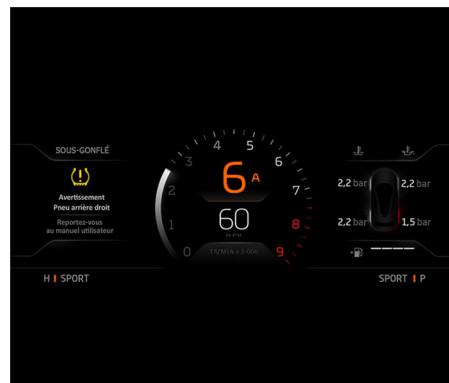 SOUS-GONFLÉ
Avertissement
Pneu arrière droit
Reportez-vous
au manuel utilisateur
H SPORT
0
1
2
3
4
5
6
7
8
9
6 A
60
MPH
TR/MIN x 1 000
2,2 bar 2,2 bar
2,2 bar 1,5 bar
SPORT P